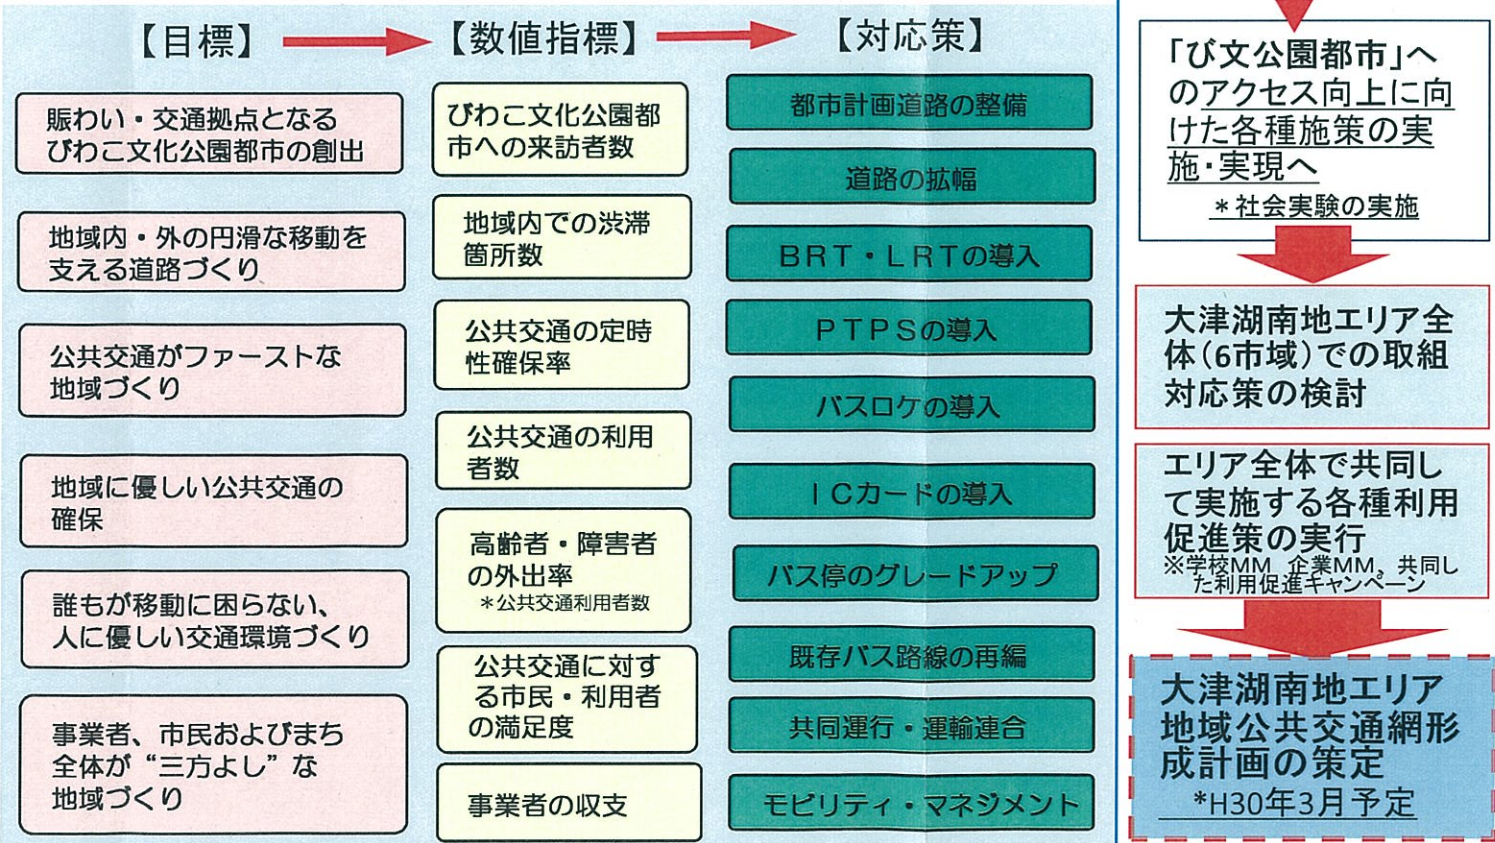 【目標】
【数値指標】
【対応策】
賑わい・交通拠点となる
びわこ文化公園都市の創出
地域内・外の円滑な移動を
支える道路づくり
公共交通がファーストな
地域づくり
地域に優しい公共交通の
確保
誰もが移動に困らない、
人に優しい交通環境づくり
事業者、市民およびまち
全体が“三方よし”な
地域づくり
びわこ文化公園都
市への来訪者数
地域内での渋滞
箇所数
公共交通の定時
性確保率
公共交通の利用
者数
高齢者・障害者
の外出率
＊公共交通利用者数
公共交通に対す
る市民・利用者
の満足度
事業者の収支
都市計画道路の整備
道路の拡幅
ＢＲＴ・ＬＲＴの導入
ＰＴＰＳの導入
バスロケの導入
ＩＣカードの導入
バス停のグレードアップ
既存バス路線の再編
共同運行・運輸連合
モビリティ・マネジメント
「び文公園都市」へ
のアクセス向上に向
けた各種施策の実
施・実現へ
＊社会実験の実施
大津湖南地エリア全
体（6市域）での取組
対応策の検討
エリア全体で共同し
て実施する各種利用
促進策の実行
※学校MM、企業MM、共同し
た利用促進キャンペーン
大津湖南地エリア
地域公共交通網形
成計画の策定
*H30年3月予定